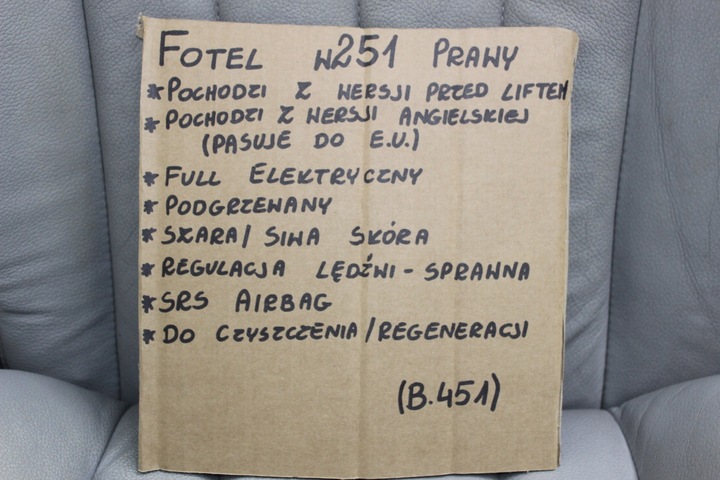 FOTEL W251 PRAWY
* POCHODZI Z WERSJI PRZED LIFTEM
* POCHODZI Z WERSJI ANGIELSKIEJ
(PASUJE DO E.U.)
* FULL ELEKTRYCZNY
* PODGRZEWANY
* SZARA/SIWA SKÓRA
* REGULACJA LĘDŹWI - SPRAWNA
* SRS AIRBAG
* DO CZYSZCZENIA/REGENERACJI
(B.451)